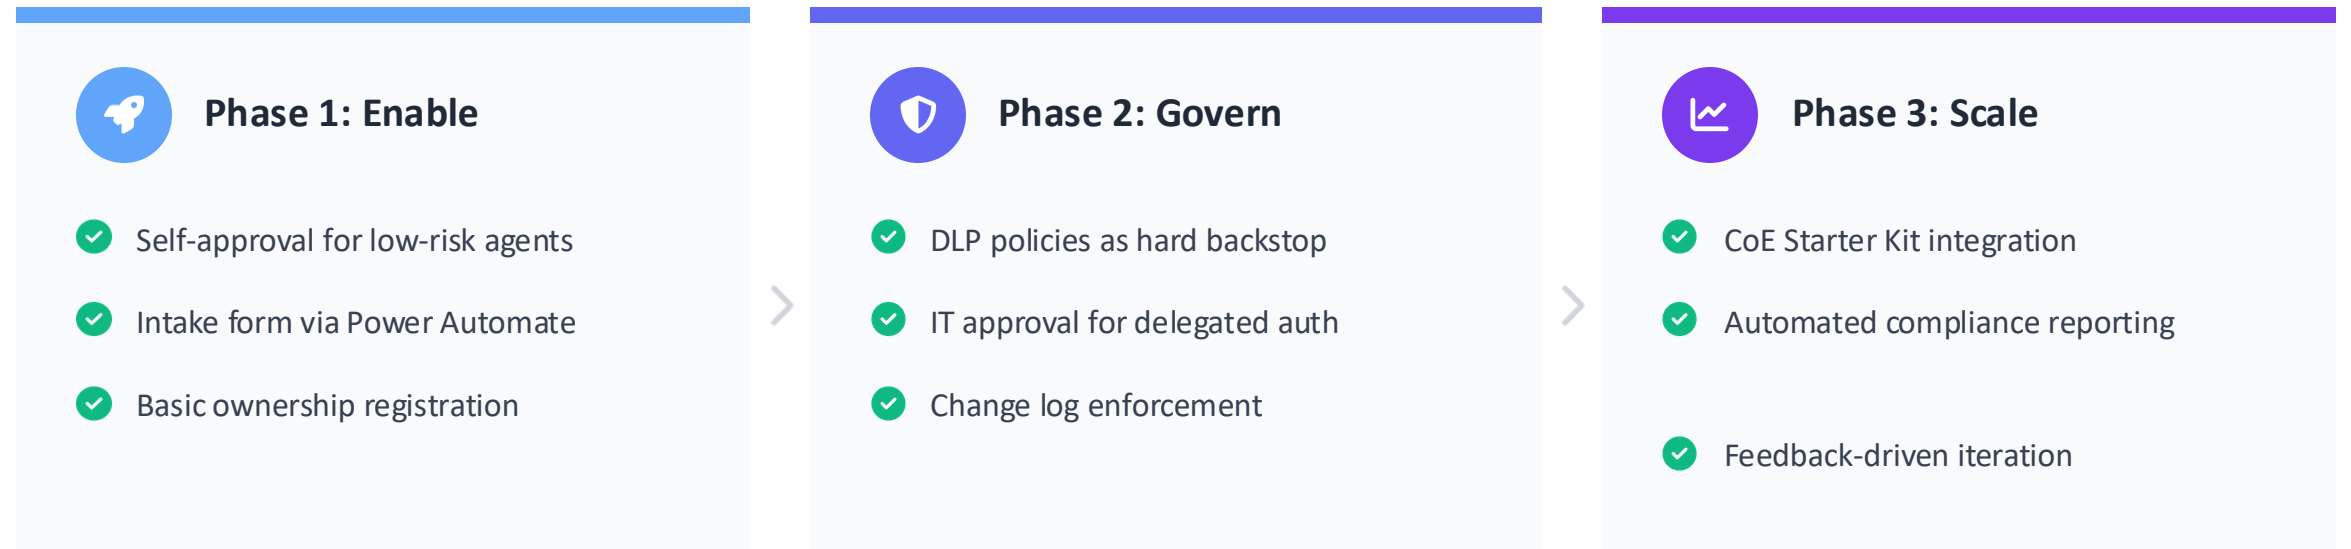 Phase 1: Enable
Self-approval for low-risk agents
Intake form via Power Automate
Basic ownership registration
Phase 2: Govern
DLP policies as hard backstop
IT approval for delegated auth
Change log enforcement
Phase 3: Scale
CoE Starter Kit integration
Automated compliance reporting
Feedback-driven iteration